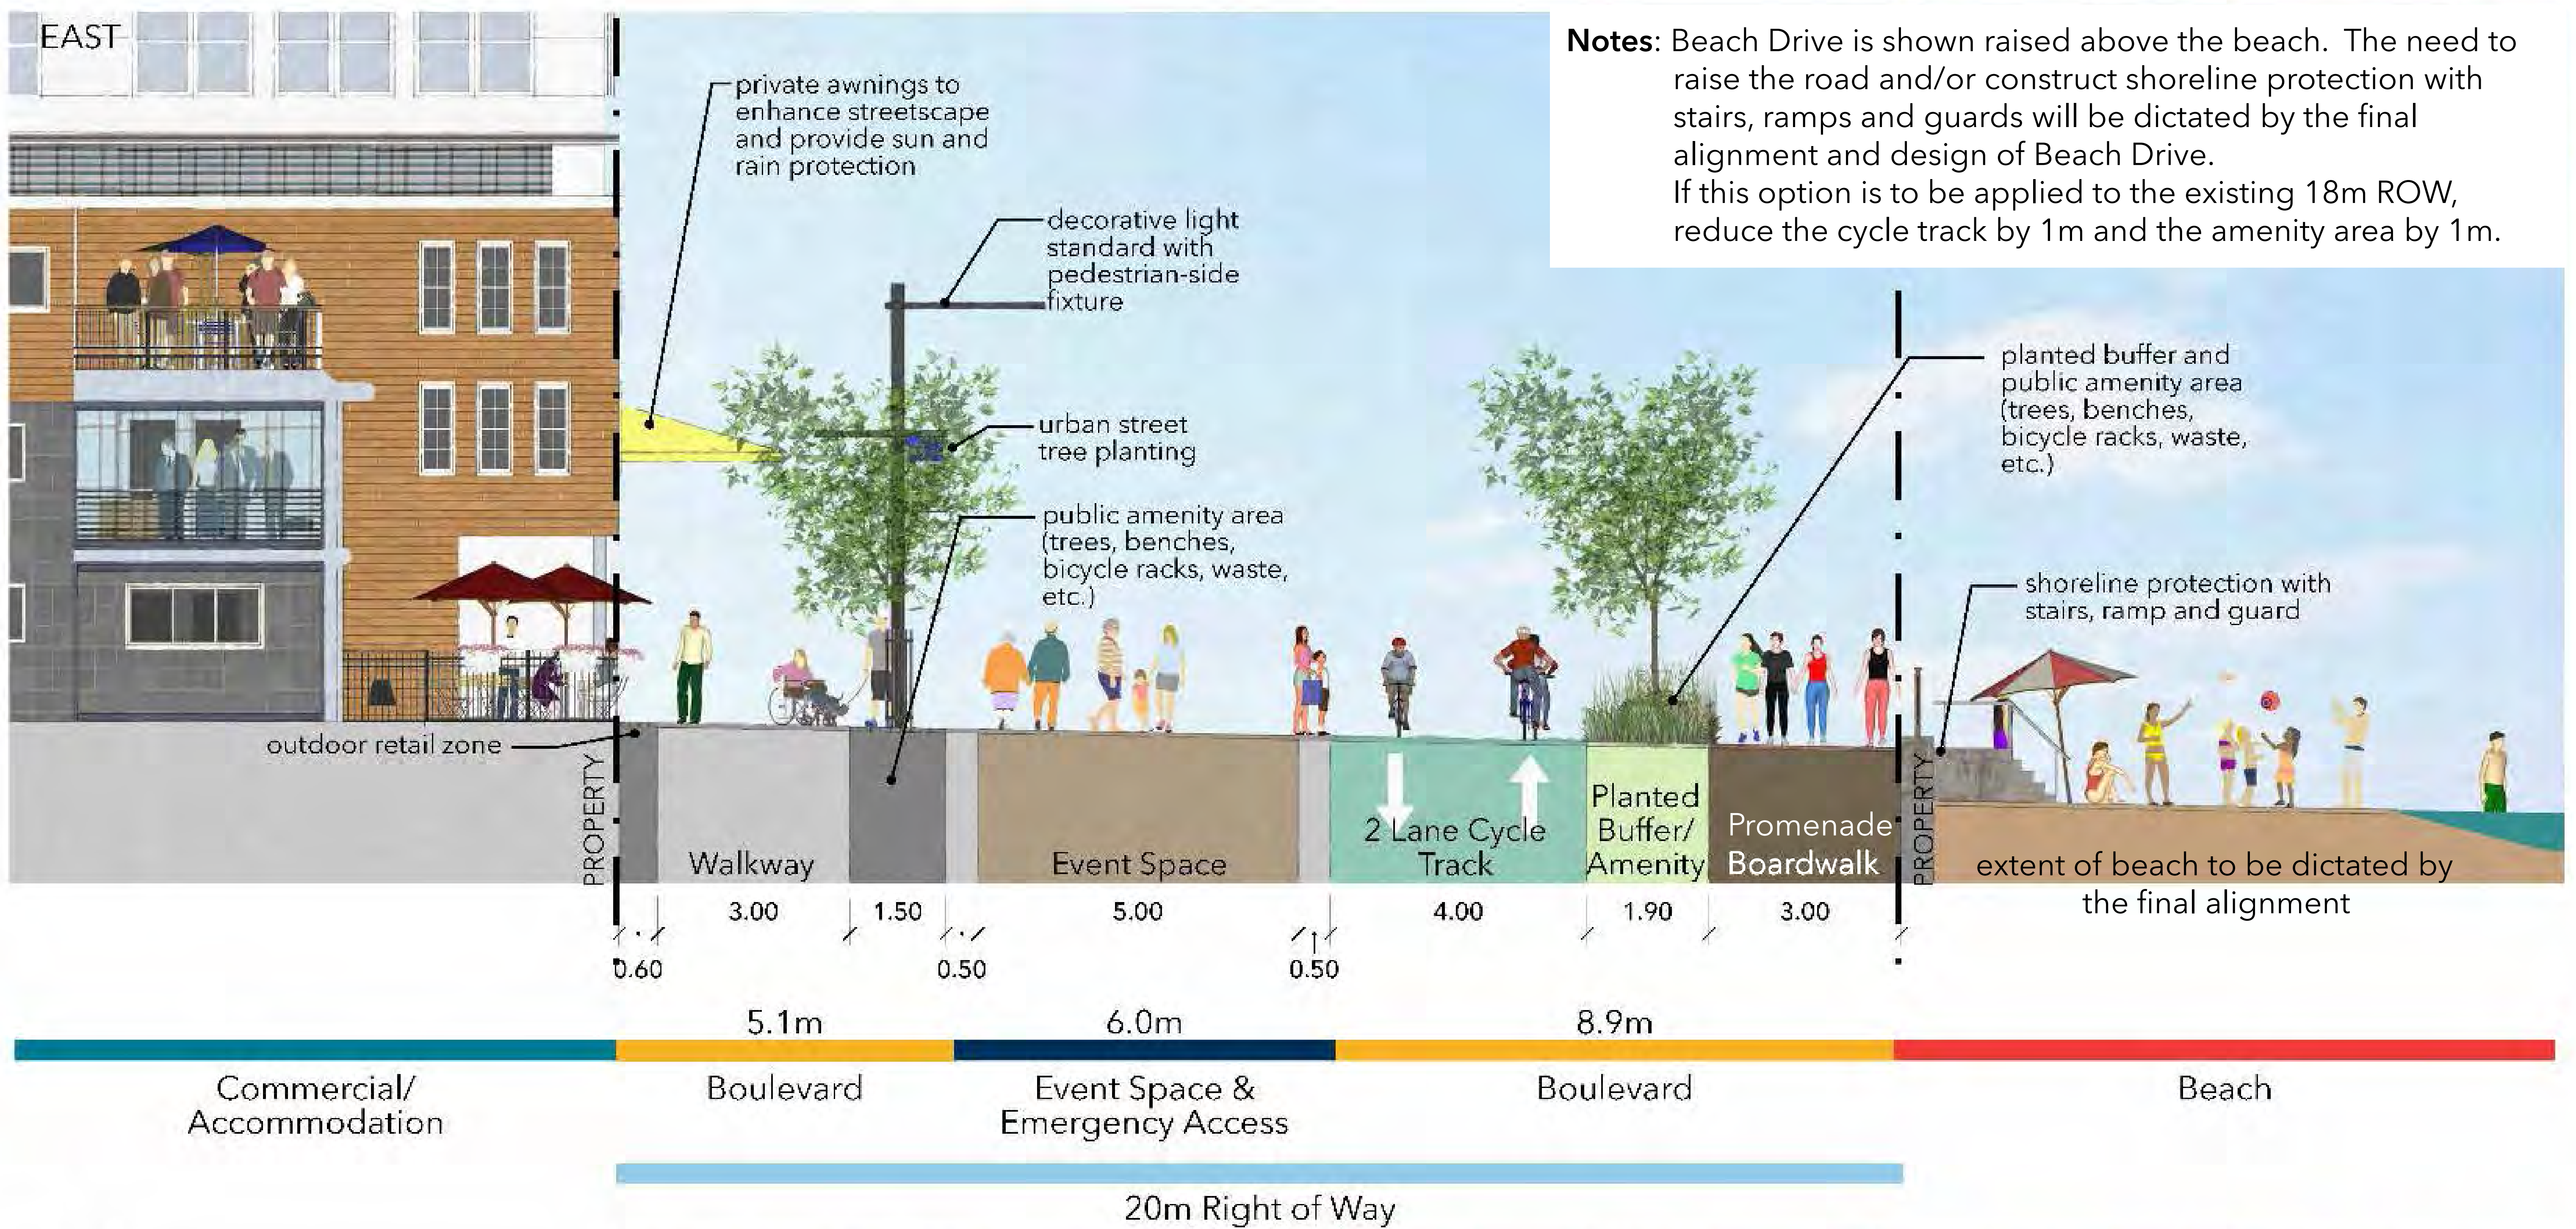 EAST
Notes: Beach Drive is shown raised above the beach. The need to
raise the road and/or construct shoreline protection with
stairs, ramps and guards will be dictated by the final
alignment and design of Beach Drive.
If this option is to be applied to the existing 18m ROW,
reduce the cycle track by 1m and the amenity area by 1m.
private awnings to
enhance streetscape
and provide sun and
rain protection
decorative light
standard with
pedestrian-side
fixture
urban street
tree planting
public amenity area
(trees, benches,
bicycle racks, waste,
etc.)
planted buffer and
public amenity area
(trees, benches,
bicycle racks, waste,
etc.)
shoreline protection with
stairs, ramp and guard
outdoor retail zone
PROPERTY
Walkway
Event Space
2 Lane Cycle
Track
Planted
Buffer/
Amenity
Promenade
Boardwalk
PROPERTY
extent of beach to be dictated by
the final alignment
3.00
1.50
5.00
4.00
1.90
3.00
0.60
0.50
0.50
5.1m
6.0m
8.9m
Commercial/
Accommodation
Boulevard
Event Space &
Emergency Access
Boulevard
Beach
20m Right of Way